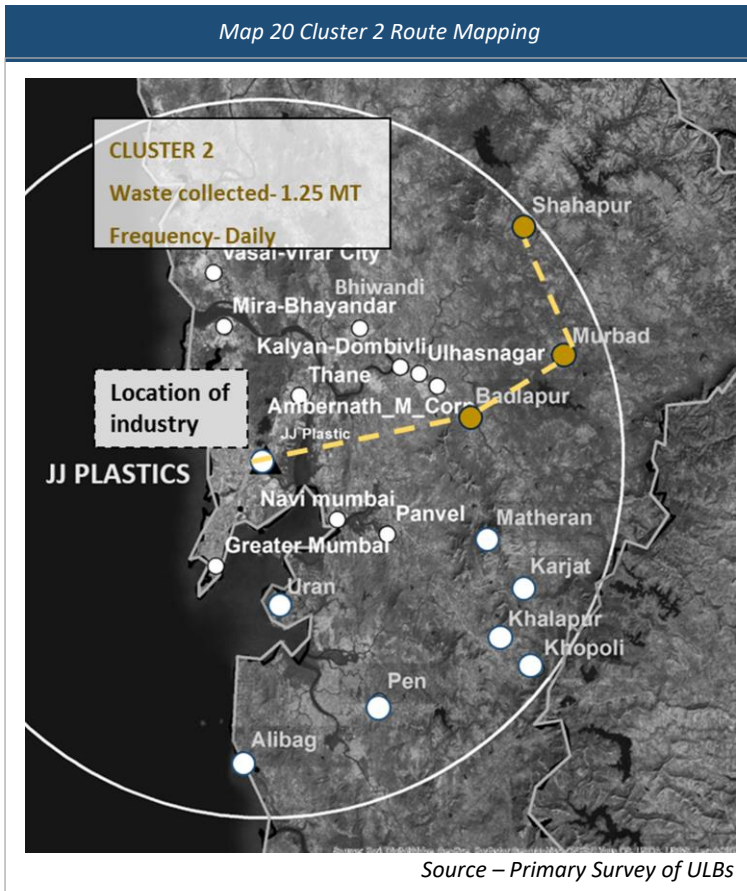 Map 20 Cluster 2 Route Mapping
CLUSTER 2
Waste collected- 1.25 MT
Frequency- Daily
Shahapur
Vasai-Virar City
Bhiwandi
Mira-Bhayandar
Murbad
Kalyan-Dombivli
Ulhasnagar
Thane
Location of
industry
Badlapur
Ambernath_M_Corp
JJ Plastic
JJ PLASTICS
Navi mumbai
Panvel
Matheran
Greater Mumbai
Karjat
Uran
Khalapur
Khopoli
Pen
Alibag
Source – Primary Survey of ULBs